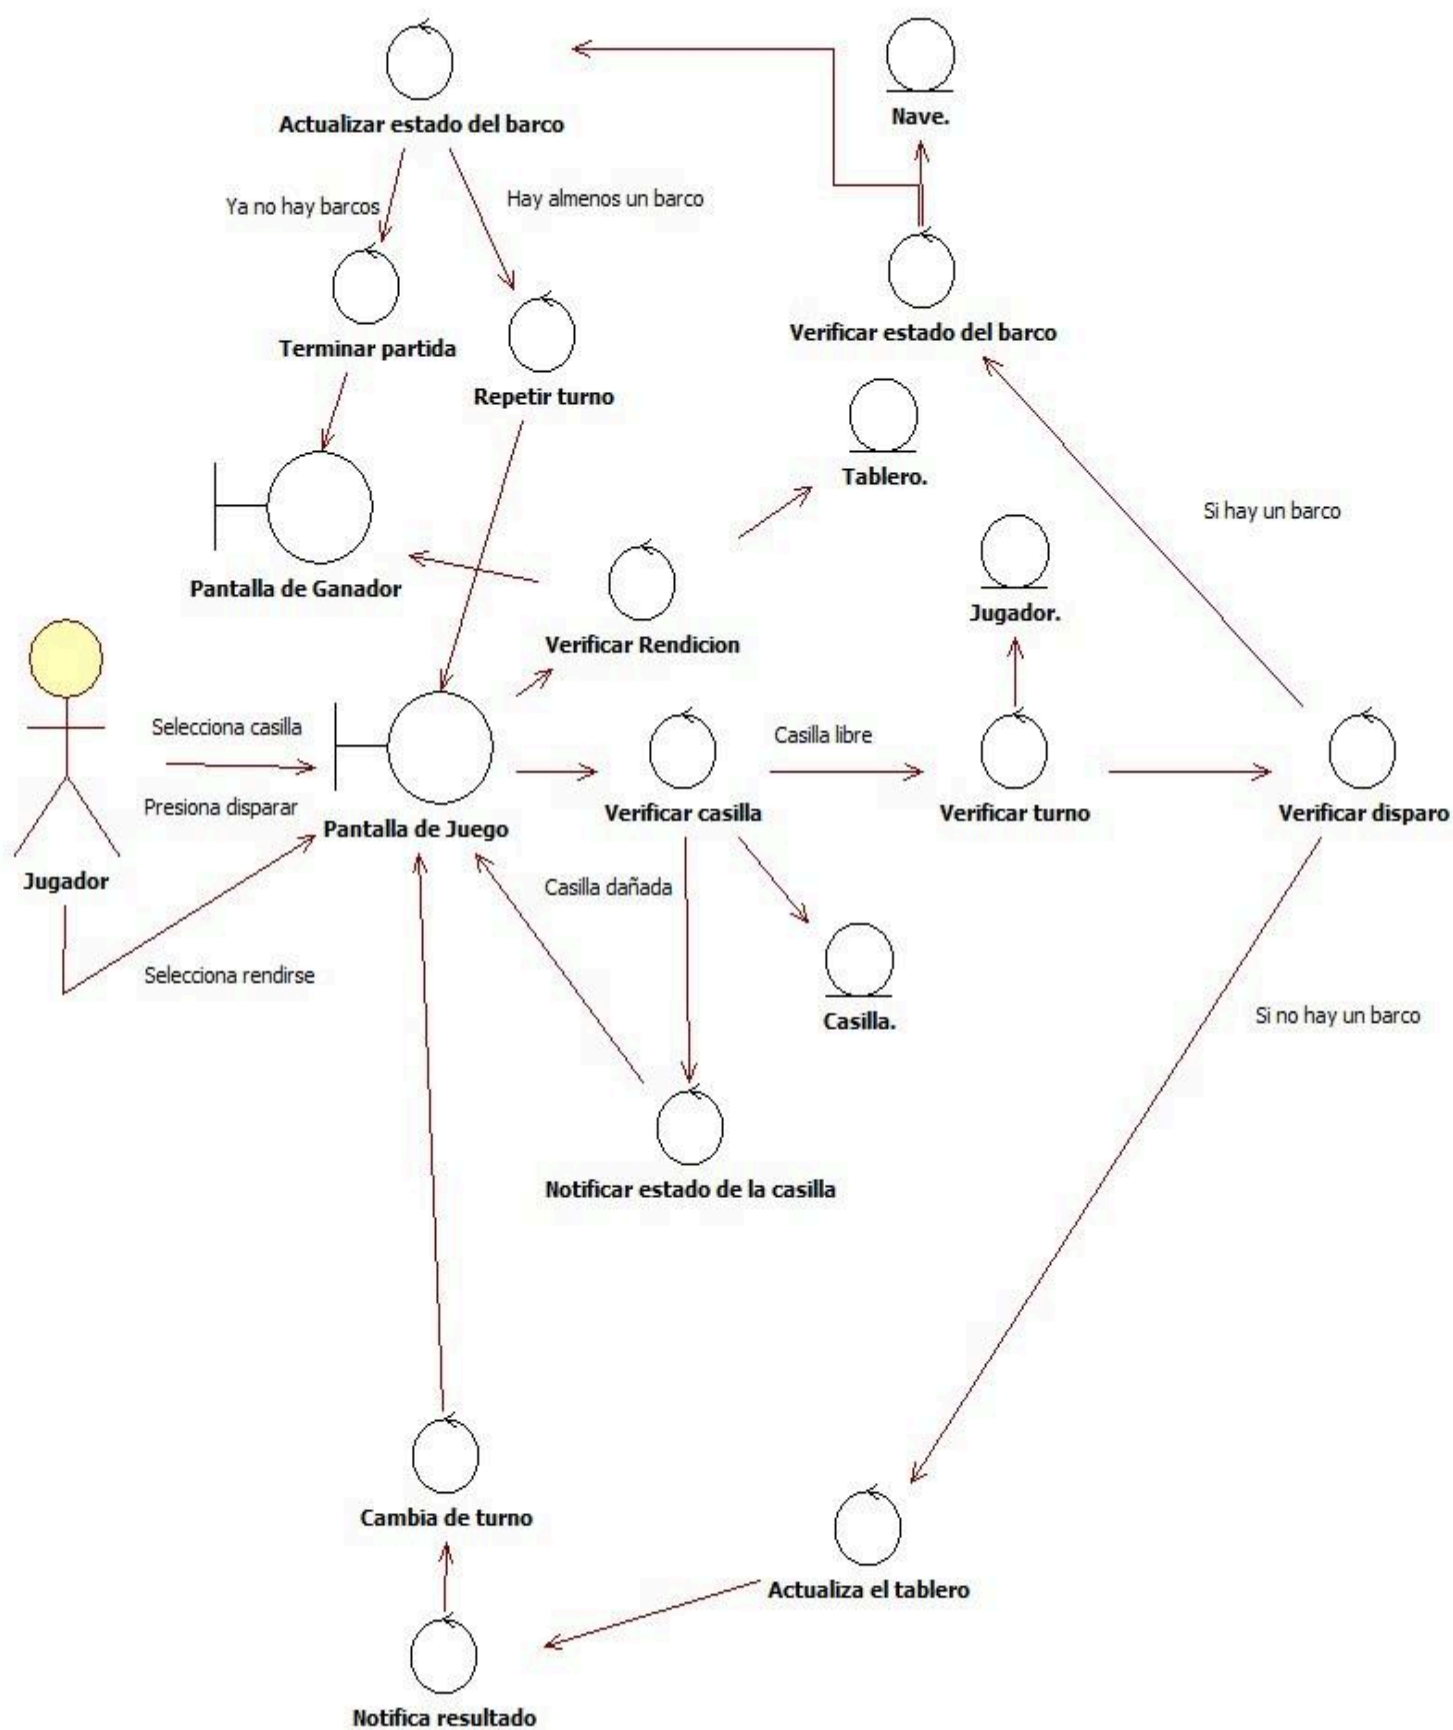 Nave.
Actualizar estado del barco
Ya no hay barcos
Hay almenos un barco
Verificar estado del barco
Terminar partida
Repetir turno
Tablero.
Si hay un barco
Pantalla de Ganador
Jugador.
Verificar Rendicion
Selecciona casilla
Casilla libre
Presiona disparar
Verificar casilla
Verificar turno
Verificar disparo
Pantalla de Juego
Jugador
Casilla dañada
Selecciona rendirse
Casilla.
Si no hay un barco
Notificar estado de la casilla
Cambia de turno
Actualiza el tablero
Notifica resultado